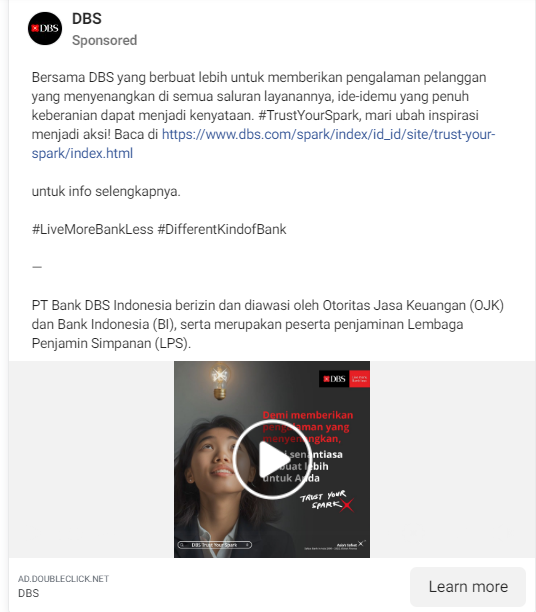 DBS
DBS
Sponsored
Bersama DBS yang berbuat lebih untuk memberikan pengalaman pelanggan
yang menyenangkan di semua saluran layanannya, ide-idemu yang penuh
keberanian dapat menjadi kenyataan. #TrustYourSpark, mari ubah inspirasi
menjadi aksi! Baca di https://www.dbs.com/spark/index/id_id/site/trust-your-
spark/index.html
untuk info selengkapnya.
#LiveMoreBankLess #DifferentKindofBank
—
PT Bank DBS Indonesia berizin dan diawasi oleh Otoritas Jasa Keuangan (OJK)
dan Bank Indonesia (BI), serta merupakan peserta penjaminan Lembaga
Penjamin Simpanan (LPS).
DBS
Demi memberikan
pengalaman yang
menyenangkan,
senantiasa
lebih
untuk Anda
TRUST YOUR
SPARK
DBS Trust Your Spark
AD.DOUBLECLICK.NET
DBS
Learn more